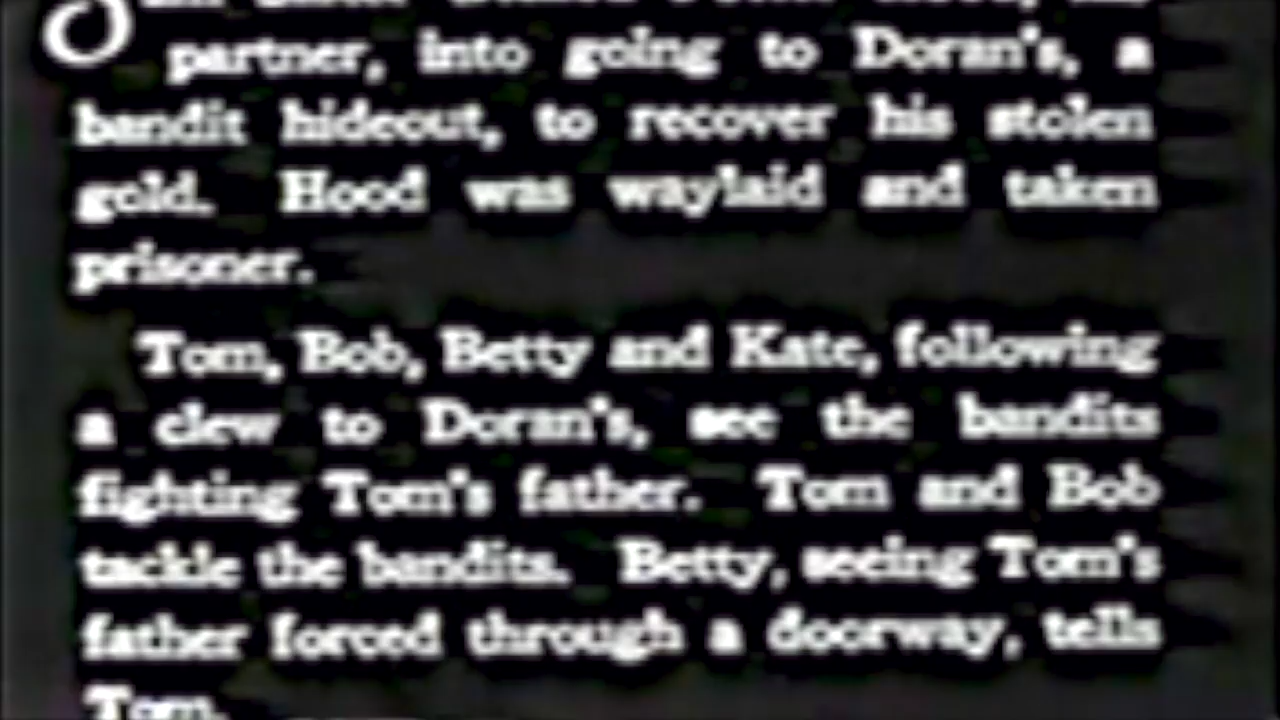 partner, into going to Doran's, a
bandit hideout, to recover his stolen
gold. Hood was waylaid and taken
prisoner.
Tom, Bob, Betty and Kate, following
a clew to Doran's, see the bandits
fighting Tom's father. Tom and Bob
tackle the bandits. Betty, seeing Tom's
father forced through a doorway, tells
Tom.